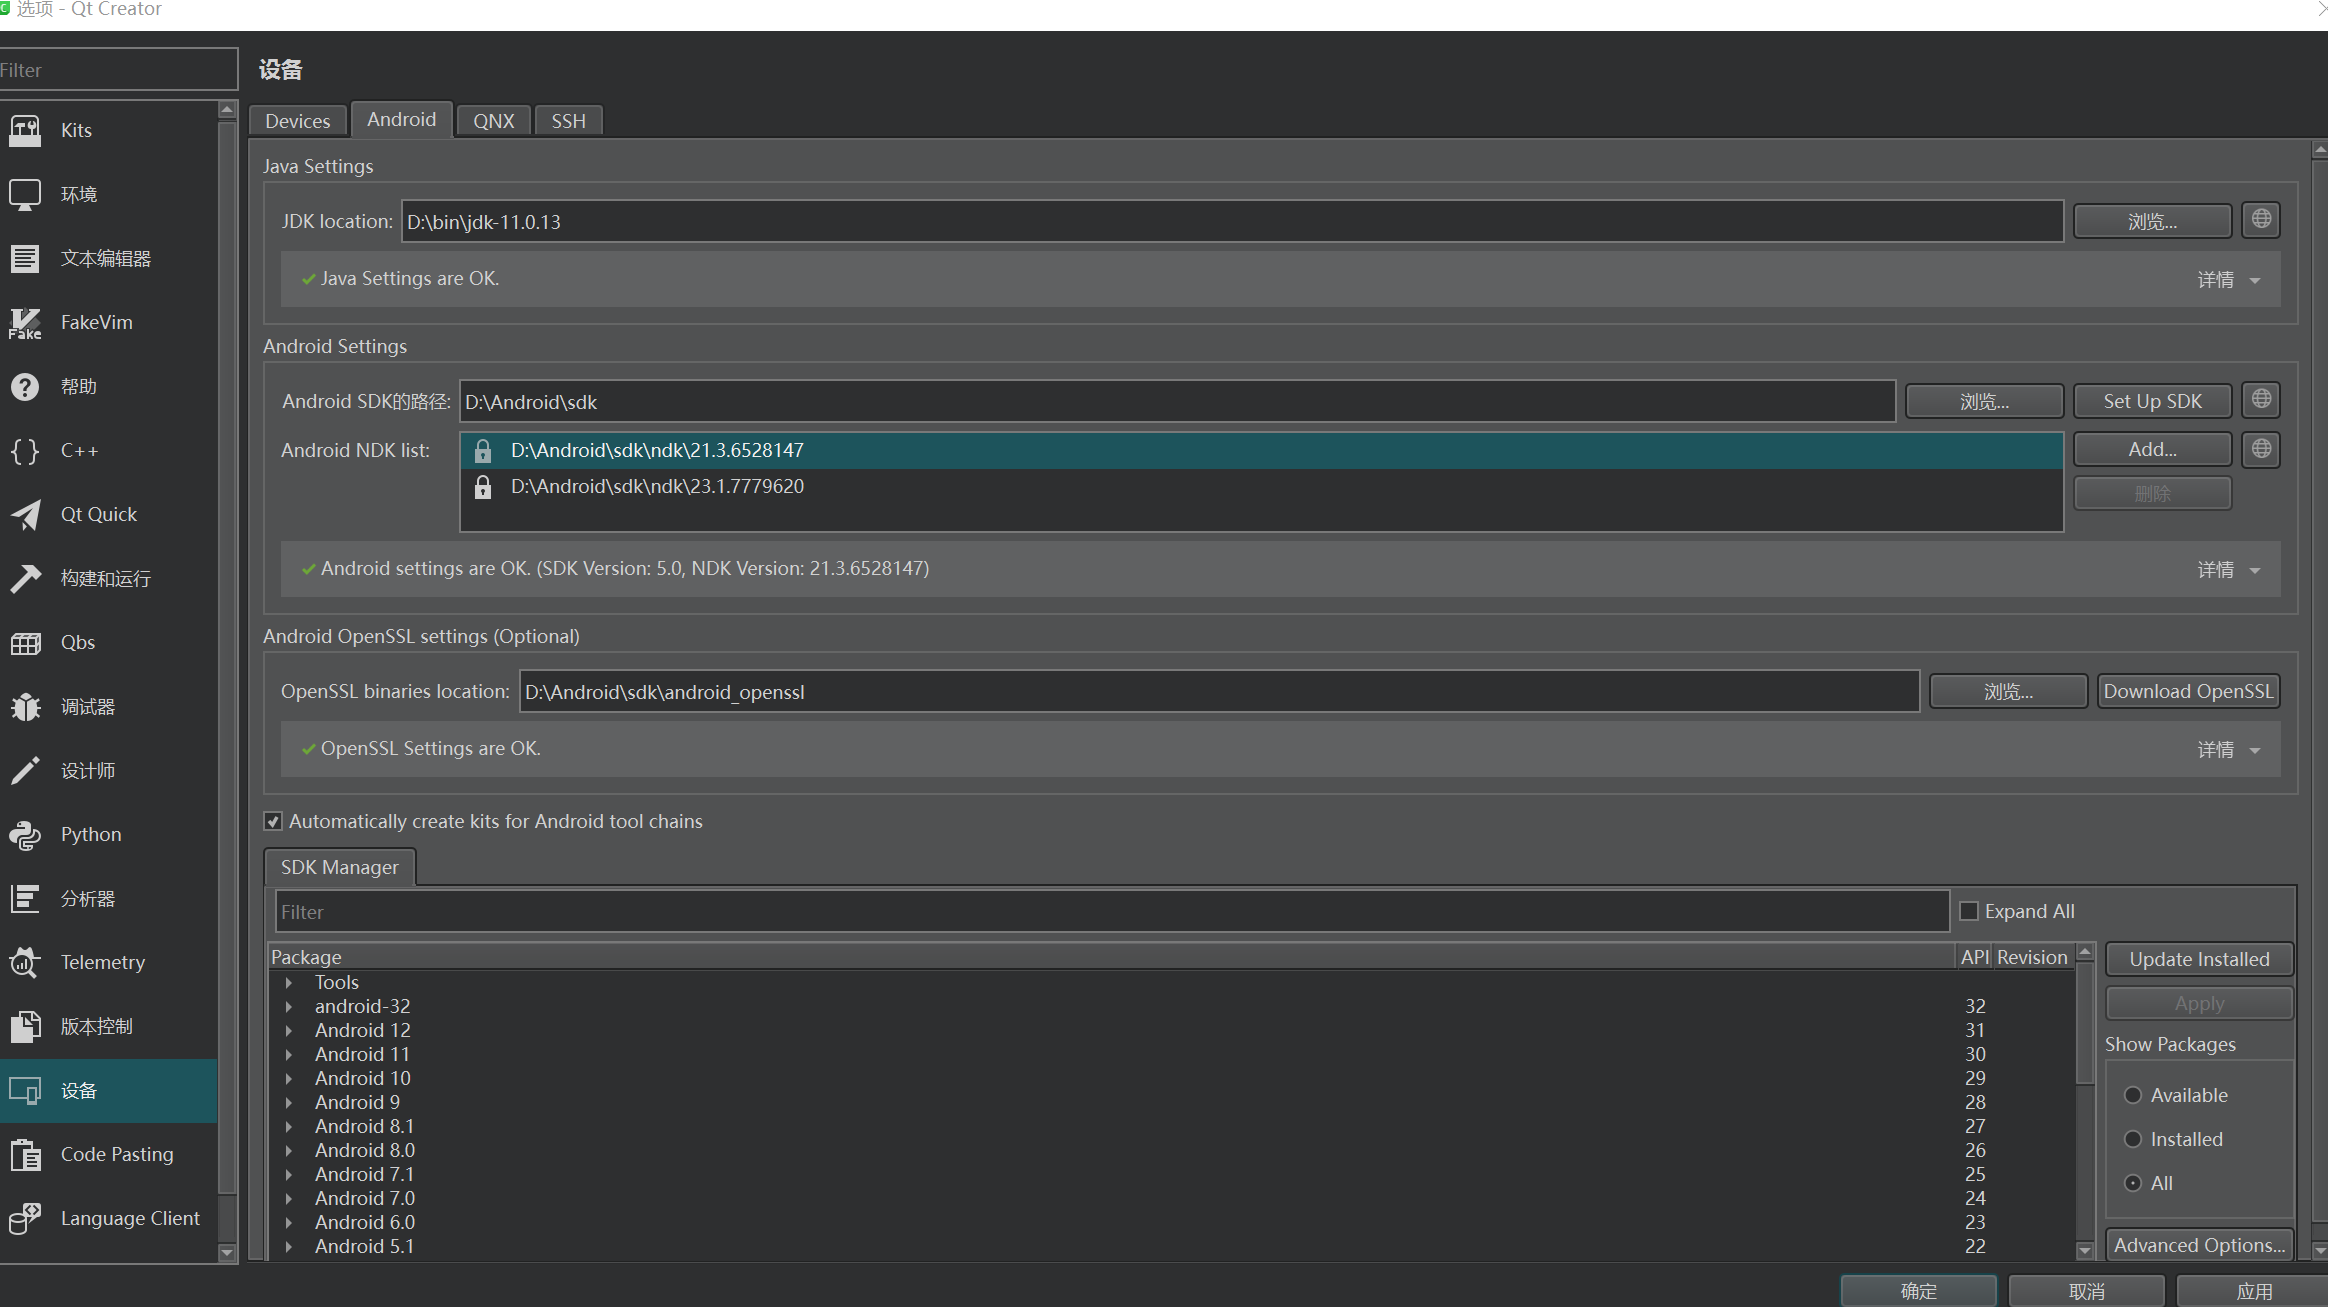 选项 - Qt Creator
Filter
Kits
环境
文本编辑器
FakeVim
帮助
C++
Qt Quick
构建和运行
Qbs
调试器
设计师
Python
分析器
Telemetry
版本控制
设备
Code Pasting
Language Client
设备
Devices Android QNX SSH
Java Settings
JDK location: D:\bin\jdk-11.0.13 浏览...
Java Settings are OK. 详情
Android Settings
Android SDK的路径: D:\Android\sdk 浏览... Set Up SDK
Android NDK list: D:\Android\sdk\ndk\21.3.6528147 Add...
D:\Android\sdk\ndk\23.1.7779620 删除
Android settings are OK. (SDK Version: 5.0, NDK Version: 21.3.6528147) 详情
Android OpenSSL settings (Optional)
OpenSSL binaries location: D:\Android\sdk\android_openssl 浏览... Download OpenSSL
OpenSSL Settings are OK. 详情
Automatically create kits for Android tool chains
SDK Manager
Filter Expand All
Package API Revision
Tools
android-32 32
Android 12 31
Android 11 30
Android 10 29
Android 9 28
Android 8.1 27
Android 8.0 26
Android 7.1 25
Android 7.0 24
Android 6.0 23
Android 5.1 22
Update Installed
Apply
Show Packages
Available
Installed
All
Advanced Options...
确定 取消 应用